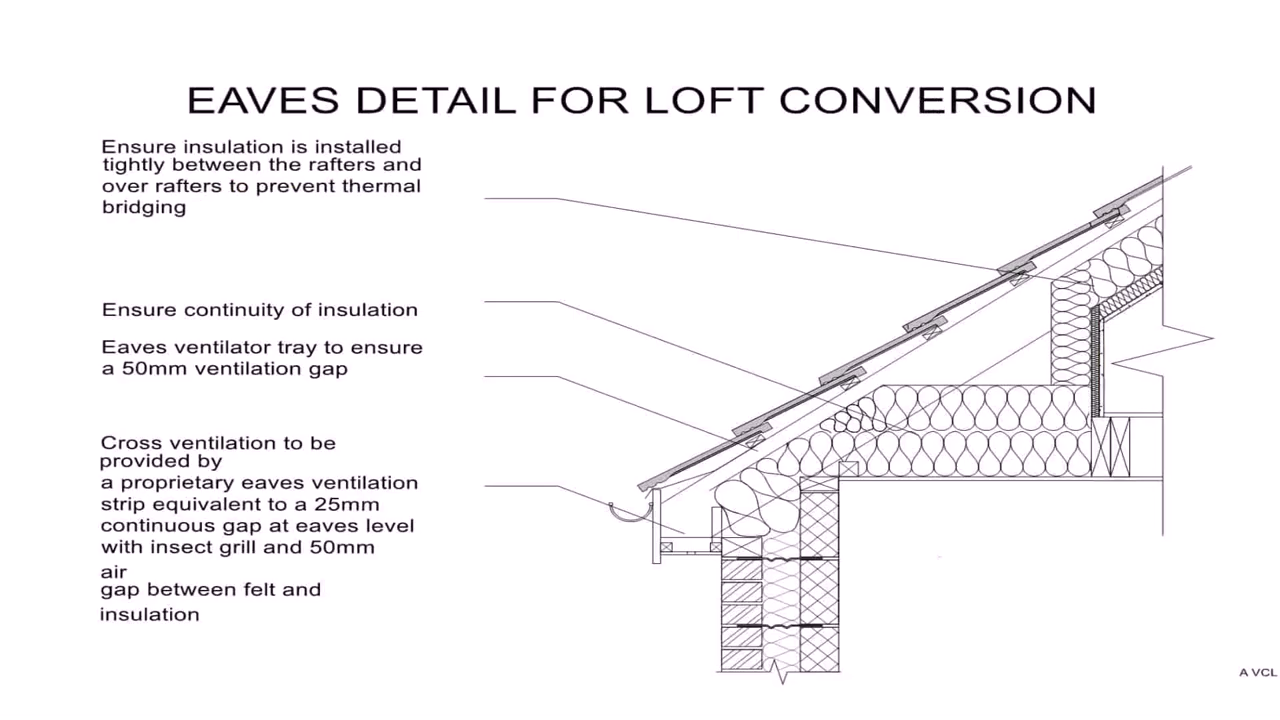 EAVES DETAIL FOR LOFT CONVERSION
Ensure insulation is installed
tightly between the rafters and
over rafters to prevent thermal
bridging
Ensure continuity of insulation
Eaves ventilator tray to ensure
a 50mm ventilation gap
Cross ventilation to be
provided by
a proprietary eaves ventilation
strip equivalent to a 25mm
continuous gap at eaves level
with insect grill and 50mm
air
gap between felt and
insulation
A VCL